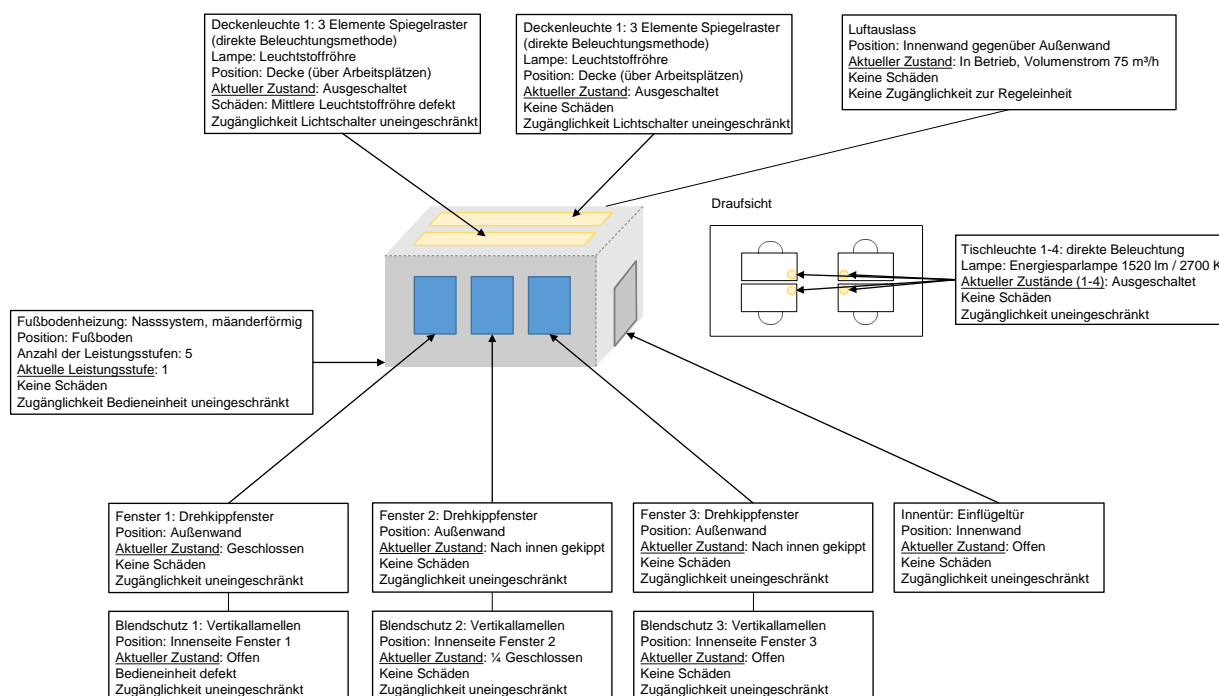 Deckenleuchte 1: 3 Elemente Spiegelraster
(direkte Beleuchtungsmethode)
Lampe: Leuchtstoffröhre
Position: Decke (über Arbeitsplätzen)
Aktueller Zustand: Ausgeschaltet
Schäden: Mittlere Leuchtstoffröhre defekt
Zugänglichkeit Lichtschalter uneingeschränkt
Deckenleuchte 1: 3 Elemente Spiegelraster
(direkte Beleuchtungsmethode)
Lampe: Leuchtstoffröhre
Position: Decke (über Arbeitsplätzen)
Aktueller Zustand: Ausgeschaltet
Keine Schäden
Zugänglichkeit Lichtschalter uneingeschränkt
Luftauslass
Position: Innenwand gegenüber Außenwand
Aktueller Zustand: In Betrieb, Volumenstrom 75 m³/h
Keine Schäden
Keine Zugänglichkeit zur Regeleinheit
Draufsicht
Tischleuchte 1-4: direkte Beleuchtung
Lampe: Energiesparlampe 1520 lm / 2700 K
Aktueller Zustände (1-4): Ausgeschaltet
Keine Schäden
Zugänglichkeit uneingeschränkt
Fußbodenheizung: Nasssystem, mäanderförmig
Position: Fußboden
Anzahl der Leistungsstufen: 5
Aktuelle Leistungsstufe: 1
Keine Schäden
Zugänglichkeit Bedieneinheit uneingeschränkt
Fenster 1: Drehkippfenster
Position: Außenwand
Aktueller Zustand: Geschlossen
Keine Schäden
Zugänglichkeit uneingeschränkt
Fenster 2: Drehkippfenster
Position: Außenwand
Aktueller Zustand: Nach innen gekippt
Keine Schäden
Zugänglichkeit uneingeschränkt
Fenster 3: Drehkippfenster
Position: Außenwand
Aktueller Zustand: Nach innen gekippt
Keine Schäden
Zugänglichkeit uneingeschränkt
Innentür: Einflügeltür
Position: Innenwand
Aktueller Zustand: Offen
Keine Schäden
Zugänglichkeit uneingeschränkt
Blendschutz 1: Vertikallamellen
Position: Innenseite Fenster 1
Aktueller Zustand: Offen
Bedieneinheit defekt
Zugänglichkeit uneingeschränkt
Blendschutz 2: Vertikallamellen
Position: Innenseite Fenster 2
Aktueller Zustand: ¼ Geschlossen
Keine Schäden
Zugänglichkeit uneingeschränkt
Blendschutz 3: Vertikallamellen
Position: Innenseite Fenster 3
Aktueller Zustand: Offen
Keine Schäden
Zugänglichkeit uneingeschränkt